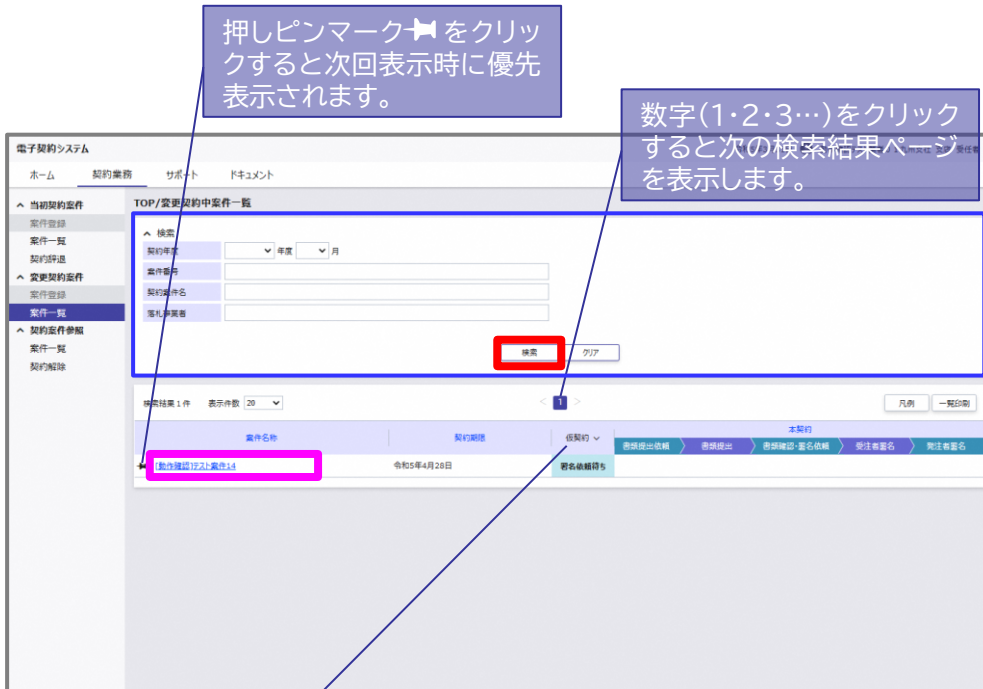 押しピンマーク をクリッ
クすると次回表示時に優先
表示されます。
数字(1・2・3…)をクリック
すると次の検索結果ページ
を表示します。
電子契約システム
ホーム 契約業務 サポート ドキュメント
TOP/変更契約中案件一覧
当初契約案件
案件登録
案件一覧
契約辞退
変更契約案件
案件登録
案件一覧
契約案件参照
案件一覧
契約解除
検索
契約年度 年度 月
案件番号
契約案件名
落札事業者
検索 クリア
検索結果1件 表示件数 20 < 1 > 凡例 一覧印刷
案件名称 契約期限 仮契約 本契約
書類提出依頼 書類提出 書類確認・署名依頼 受注者署名 発注者署名
(動作確認)テスト案件14 令和5年4月28日 署名依頼待ち